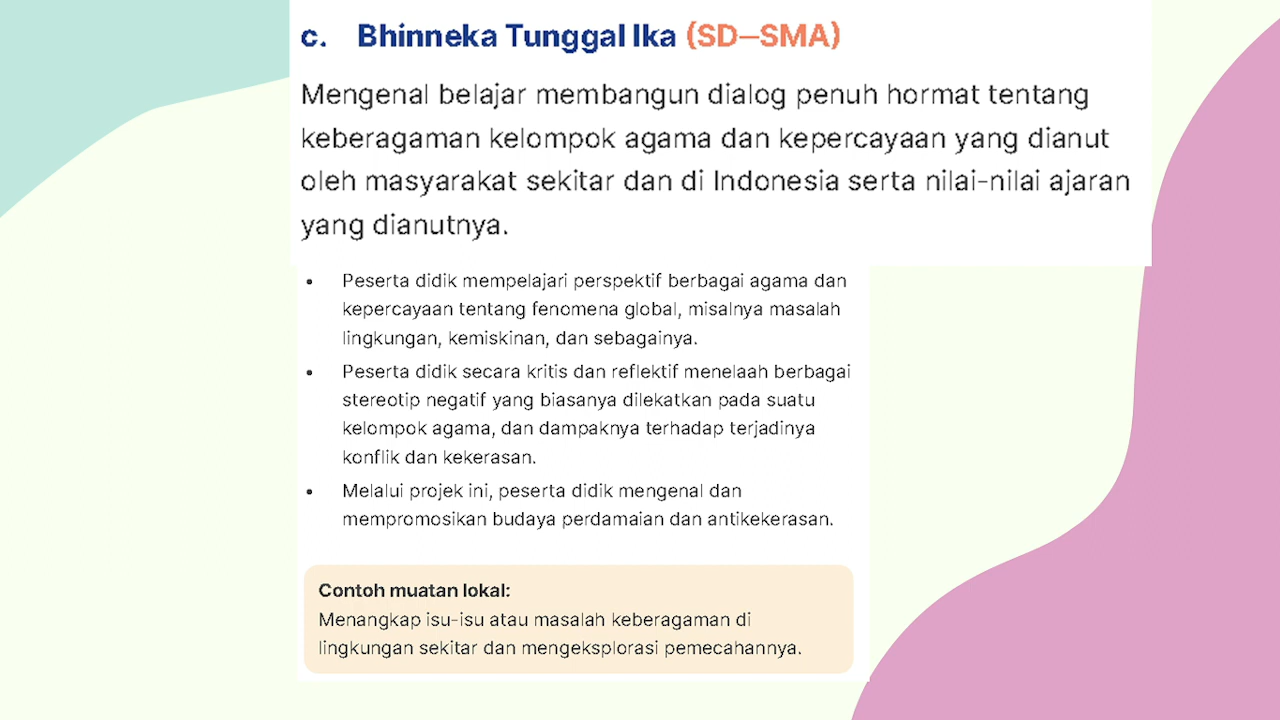 c. Bhinneka Tunggal Ika (SD–SMA)
Mengenal belajar membangun dialog penuh hormat tentang
keberagaman kelompok agama dan kepercayaan yang dianut
oleh masyarakat sekitar dan di Indonesia serta nilai-nilai ajaran
yang dianutnya.
• Peserta didik mempelajari perspektif berbagai agama dan
kepercayaan tentang fenomena global, misalnya masalah
lingkungan, kemiskinan, dan sebagainya.
• Peserta didik secara kritis dan reflektif menelaah berbagai
stereotip negatif yang biasanya dilekatkan pada suatu
kelompok agama, dan dampaknya terhadap terjadinya
konflik dan kekerasan.
• Melalui projek ini, peserta didik mengenal dan
mempromosikan budaya perdamaian dan antikekerasan.
Contoh muatan lokal:
Menangkap isu-isu atau masalah keberagaman di
lingkungan sekitar dan mengeksplorasi pemecahannya.